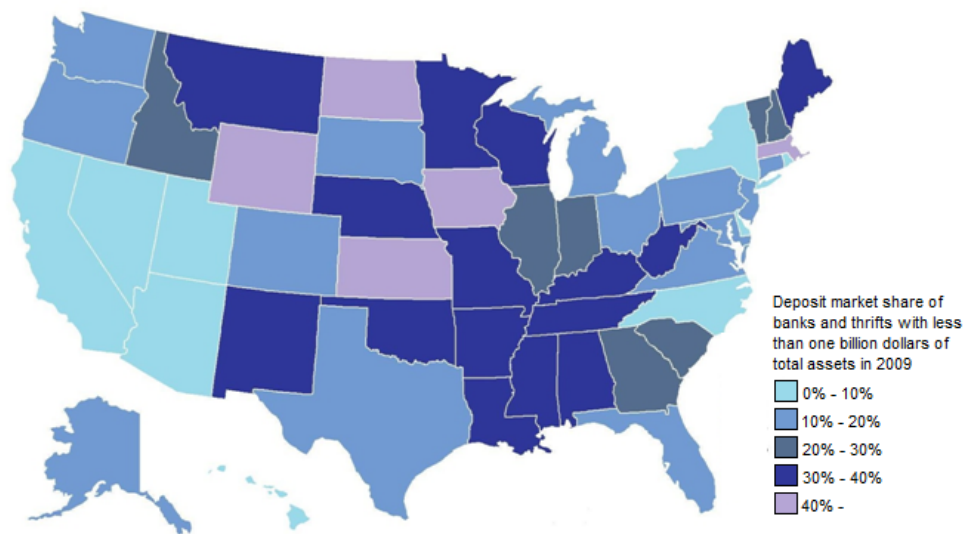 Deposit market share of
banks and thrifts with less
than one billion dollars of
total assets in 2009
0% - 10%
10% - 20%
20% - 30%
30% - 40%
40% -